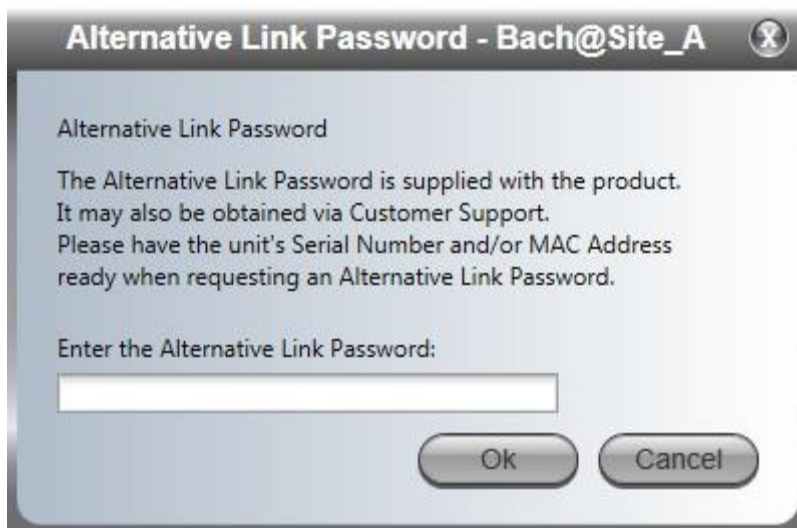 Alternative Link Password - Bach@Site_A
Alternative Link Password
The Alternative Link Password is supplied with the product.
It may also be obtained via Customer Support.
Please have the unit's Serial Number and/or MAC Address
ready when requesting an Alternative Link Password.
Enter the Alternative Link Password:
Ok Cancel